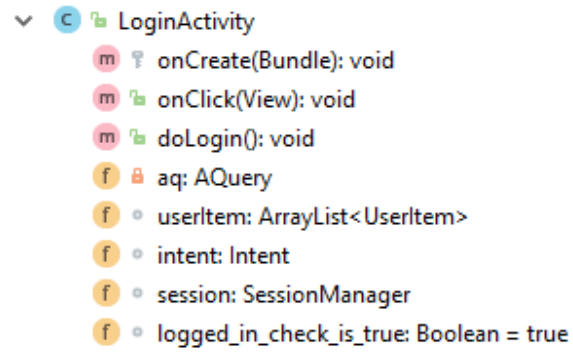 C LoginActivity
m onCreate(Bundle): void
m onClick(View): void
m doLogin(): void
f aq: AQuery
f userItem: ArrayList<UserItem>
f intent: Intent
f session: SessionManager
f logged_in_check_is_true: Boolean = true